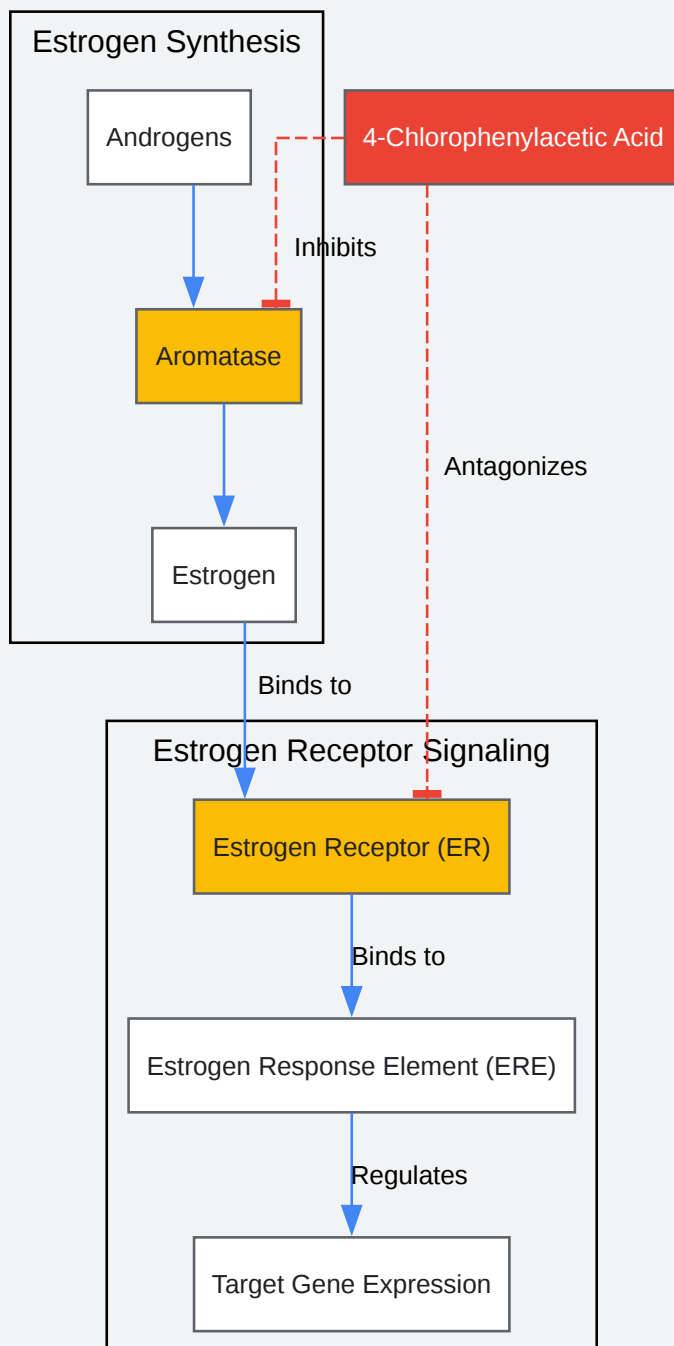 Estrogen Synthesis
Androgens
4-Chlorophenylacetic Acid
Inhibits
Aromatase
Antagonizes
Estrogen
Binds to
Estrogen Receptor Signaling
Estrogen Receptor (ER)
Binds to
Estrogen Response Element (ERE)
Regulates
Target Gene Expression